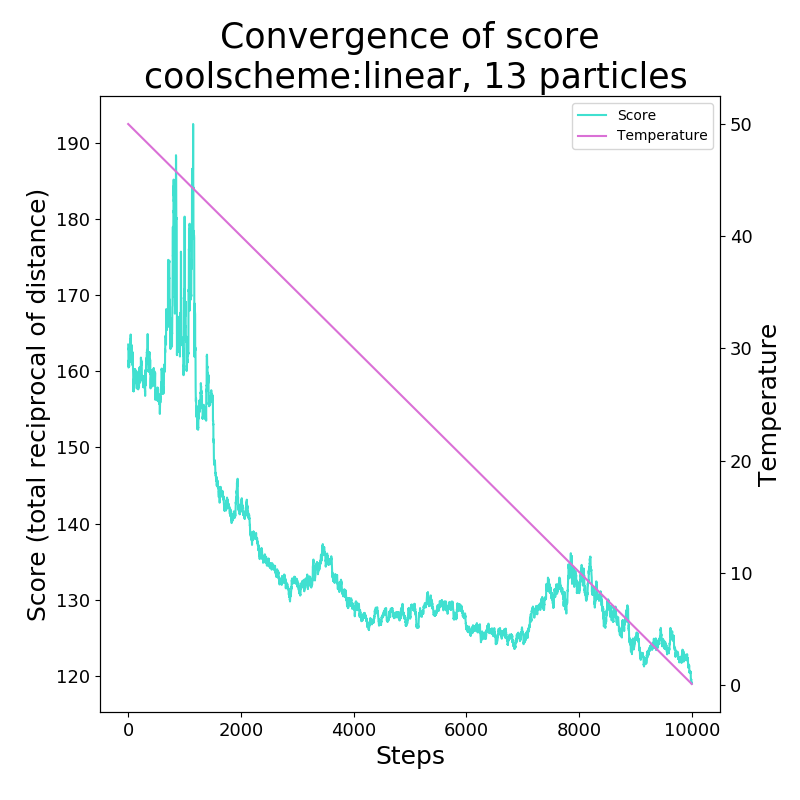 Convergence of score
coolscheme:linear, 13 particles
Score
Temperature
190
180
170
160
150
140
130
120
Score (total reciprocal of distance)
50
40
30
20
10
0
Temperature
0
2000
4000
6000
8000
10000
Steps